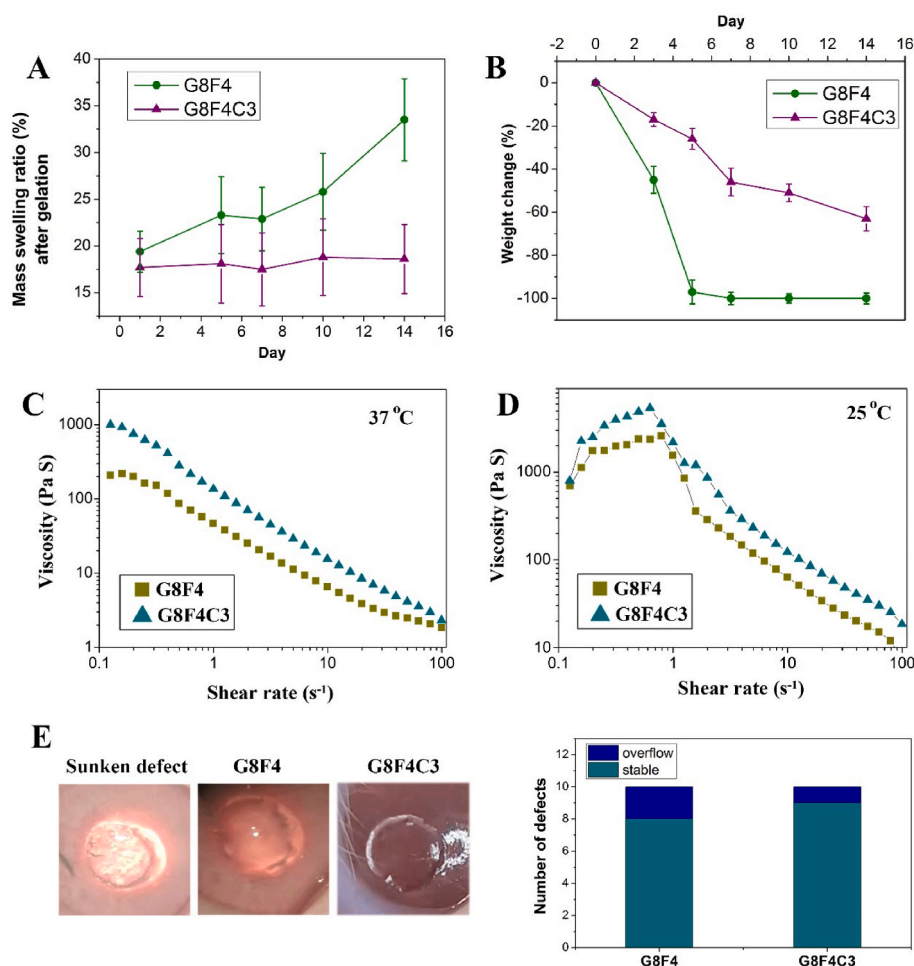 A
G8F4
G8F4C3
Mass swelling ratio (%)
after gelation
40
35
30
25
20
15
0 2 4 6 8 10 12 14 16
Day
B
Day
-2 0 2 4 6 8 10 12 14 16
G8F4
G8F4C3
Weight change (%)
0
-20
-40
-60
-80
-100
C
37 °C
Viscosity (Pa S)
1000
100
10
1
G8F4
G8F4C3
0.1 1 10 100
Shear rate (s⁻¹)
D
25 °C
Viscosity (Pa S)
1000
100
10
G8F4
G8F4C3
0.1 1 10 100
Shear rate (s⁻¹)
E
Sunken defect G8F4 G8F4C3
overflow
stable
Number of defects
12
10
8
6
4
2
0
G8F4 G8F4C3